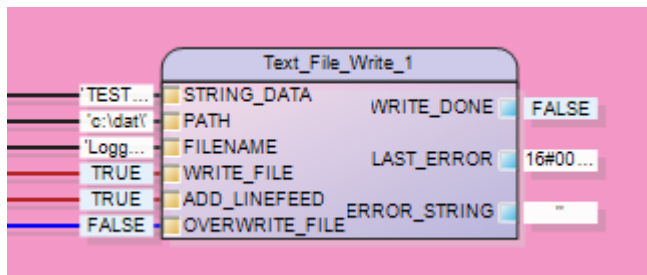 Text_File_Write_1
'TEST... STRING_DATA
WRITE_DONE FALSE
'c:\dat\' PATH
'Logg... FILENAME
LAST_ERROR 16#00...
TRUE WRITE_FILE
TRUE ADD_LINEFEED
ERROR_STRING ''
FALSE OVERWRITE_FILE